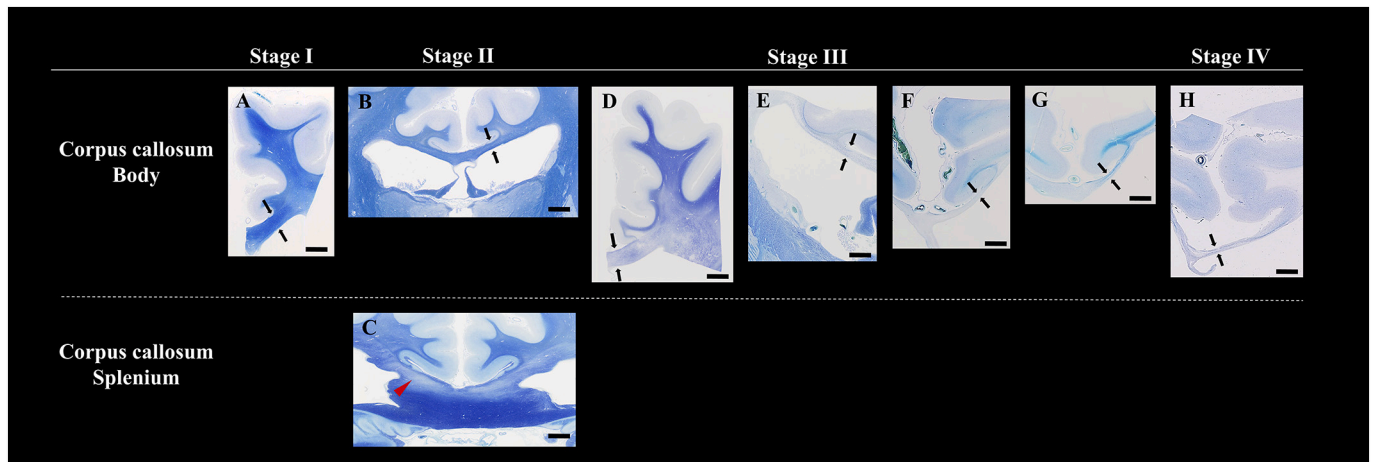 Stage I
Stage II
Stage III
Stage IV
A
B
D
E
F
G
H
Corpus callosum
Body
C
Corpus callosum
Splenium